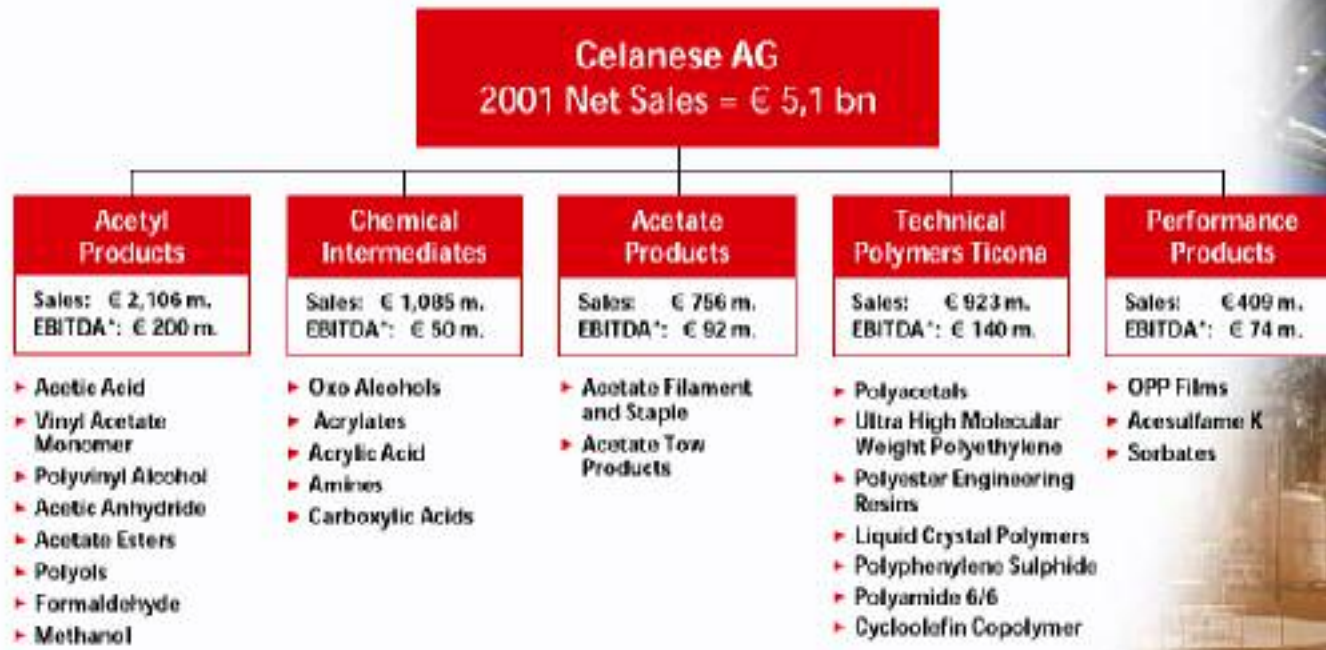 Celanese AG
2001 Net Sales = € 5,1 bn
Acetyl
Products
Sales: € 2,106 m.
EBITDA*: € 200 m.
Acetic Acid
Vinyl Acetate
Monomer
Polyvinyl Alcohol
Acetic Anhydride
Acetate Esters
Polyols
Formaldehyde
Methanol
Chemical
Intermediates
Sales: € 1,085 m.
EBITDA*: € 50 m.
Oxo Alcohols
Acrylates
Acrylic Acid
Amines
Carboxylic Acids
Acetate
Products
Sales: € 756 m.
EBITDA*: € 92 m.
Acetate Filament
and Staple
Acetate Tow
Products
Technical
Polymers Ticona
Sales: € 923 m.
EBITDA*: € 140 m.
Polyacetals
Ultra High Molecular
Weight Polyethylene
Polyester Engineering
Resins
Liquid Crystal Polymers
Polyphenylene Sulphide
Polyamide 6/6
Cycloolefin Copolymer
Performance
Products
Sales: € 409 m.
EBITDA*: € 74 m.
OPP Films
Acesulfame K
Sorbates